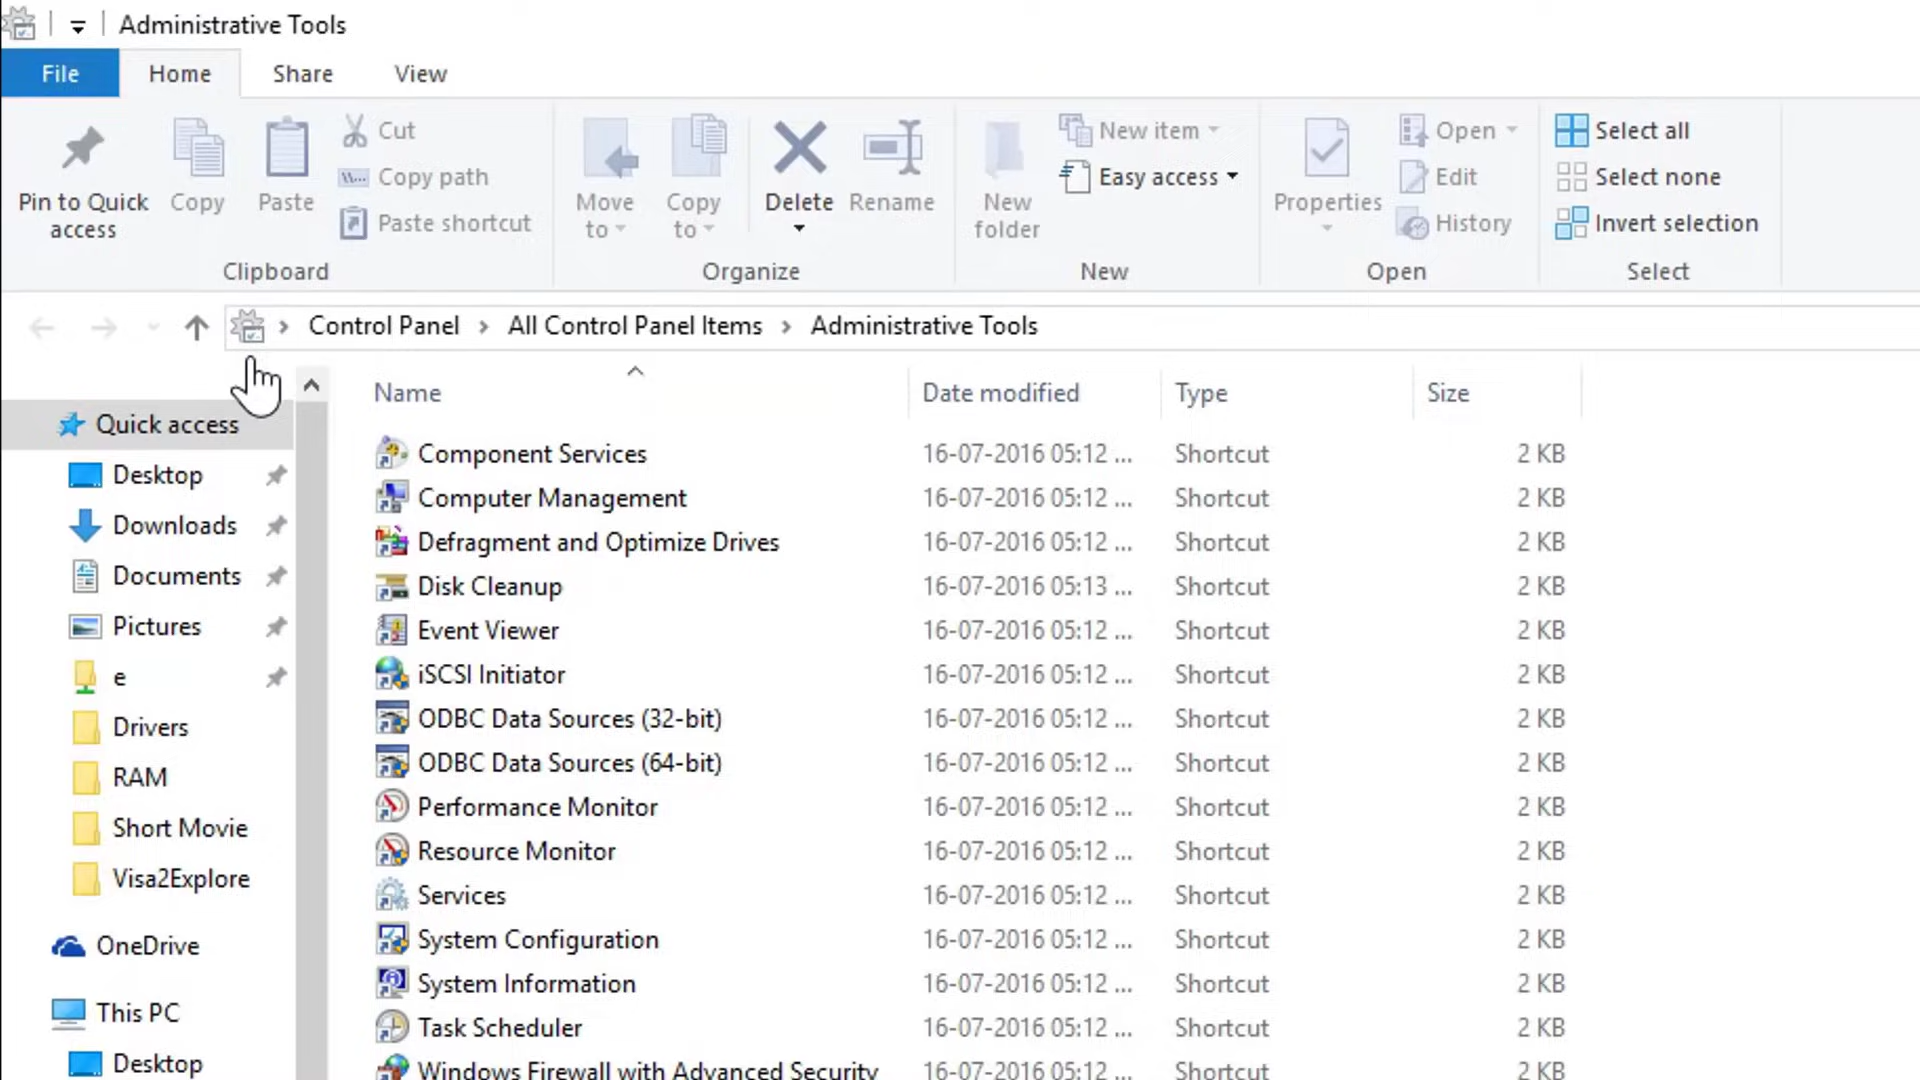 Administrative Tools
File Home Share View
Pin to Quick access
Copy
Paste
Cut
Copy path
Paste shortcut
Clipboard
Move to
Copy to
Delete
Rename
Organize
New folder
New item
Easy access
New
Properties
Open
Edit
History
Open
Select all
Select none
Invert selection
Select
Control Panel > All Control Panel Items > Administrative Tools
Name Date modified Type Size
Quick access
Desktop
Downloads
Documents
Pictures
e
Drivers
RAM
Short Movie
Visa2Explore
OneDrive
This PC
Desktop
Component Services 16-07-2016 05:12 ... Shortcut 2 KB
Computer Management 16-07-2016 05:12 ... Shortcut 2 KB
Defragment and Optimize Drives 16-07-2016 05:12 ... Shortcut 2 KB
Disk Cleanup 16-07-2016 05:13 ... Shortcut 2 KB
Event Viewer 16-07-2016 05:12 ... Shortcut 2 KB
iSCSI Initiator 16-07-2016 05:12 ... Shortcut 2 KB
ODBC Data Sources (32-bit) 16-07-2016 05:12 ... Shortcut 2 KB
ODBC Data Sources (64-bit) 16-07-2016 05:12 ... Shortcut 2 KB
Performance Monitor 16-07-2016 05:12 ... Shortcut 2 KB
Resource Monitor 16-07-2016 05:12 ... Shortcut 2 KB
Services 16-07-2016 05:12 ... Shortcut 2 KB
System Configuration 16-07-2016 05:12 ... Shortcut 2 KB
System Information 16-07-2016 05:12 ... Shortcut 2 KB
Task Scheduler 16-07-2016 05:12 ... Shortcut 2 KB
Windows Firewall with Advanced Security 16-07-2016 05:12 ... Shortcut 2 KB